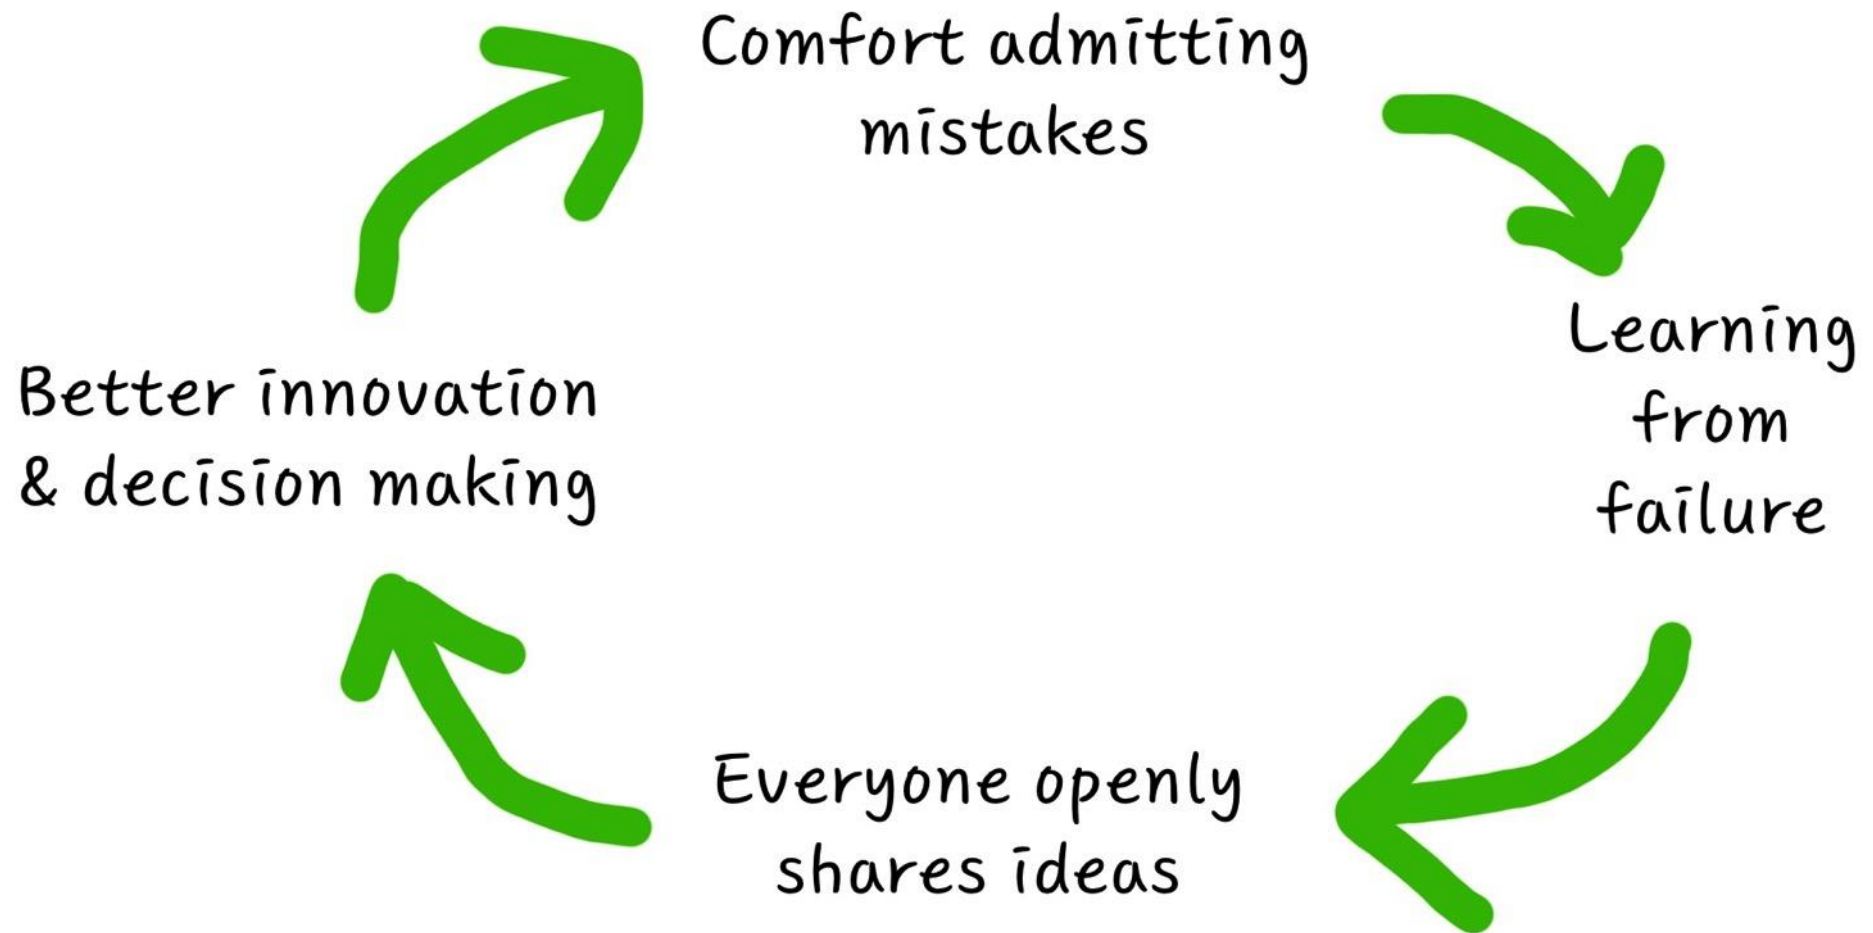 Comfort admitting
mistakes
Learning
from
failure
Everyone openly
shares ideas
Better innovation
& decision making